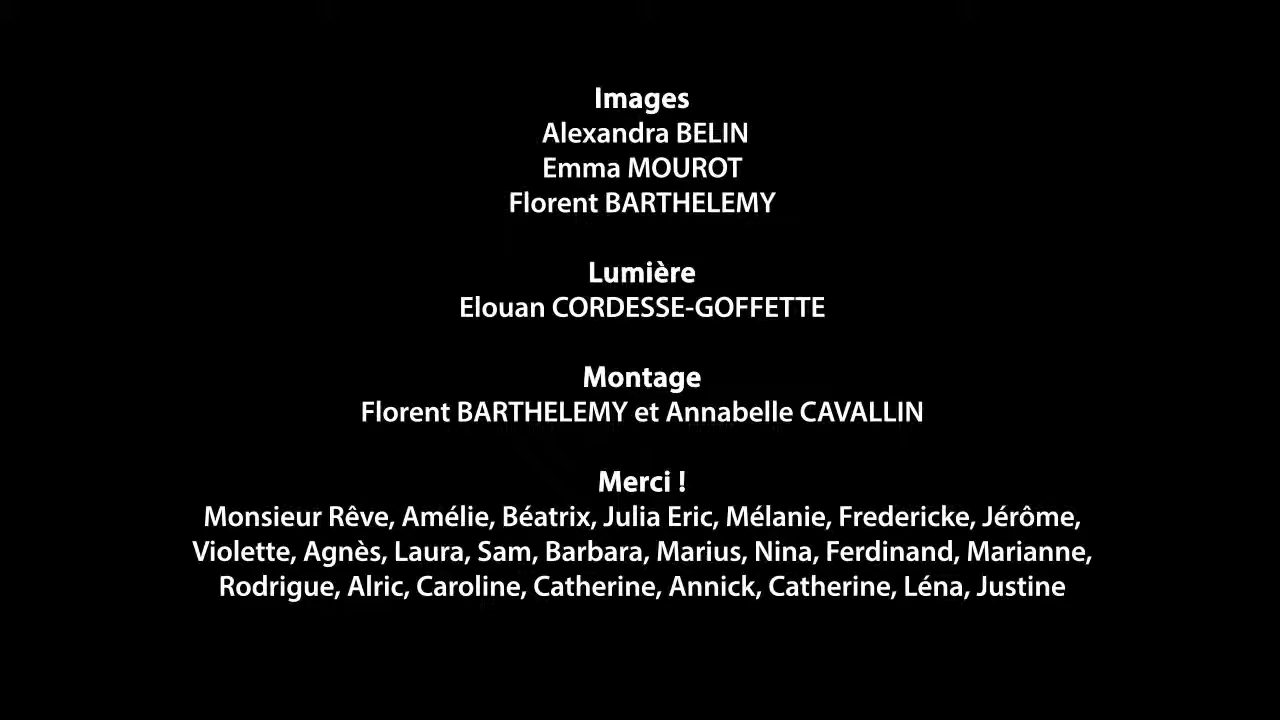 Images
Alexandra BELIN
Emma MOUROT
Florent BARTHELEMY
Lumière
Elouan CORDESSE-GOFFETTE
Montage
Florent BARTHELEMY et Annabelle CAVALLIN
Merci !
Monsieur Rêve, Amélie, Béatrix, Julia Eric, Mélanie, Fredericke, Jérôme,
Violette, Agnès, Laura, Sam, Barbara, Marius, Nina, Ferdinand, Marianne,
Rodrigue, Alric, Caroline, Catherine, Annick, Catherine, Léna, Justine